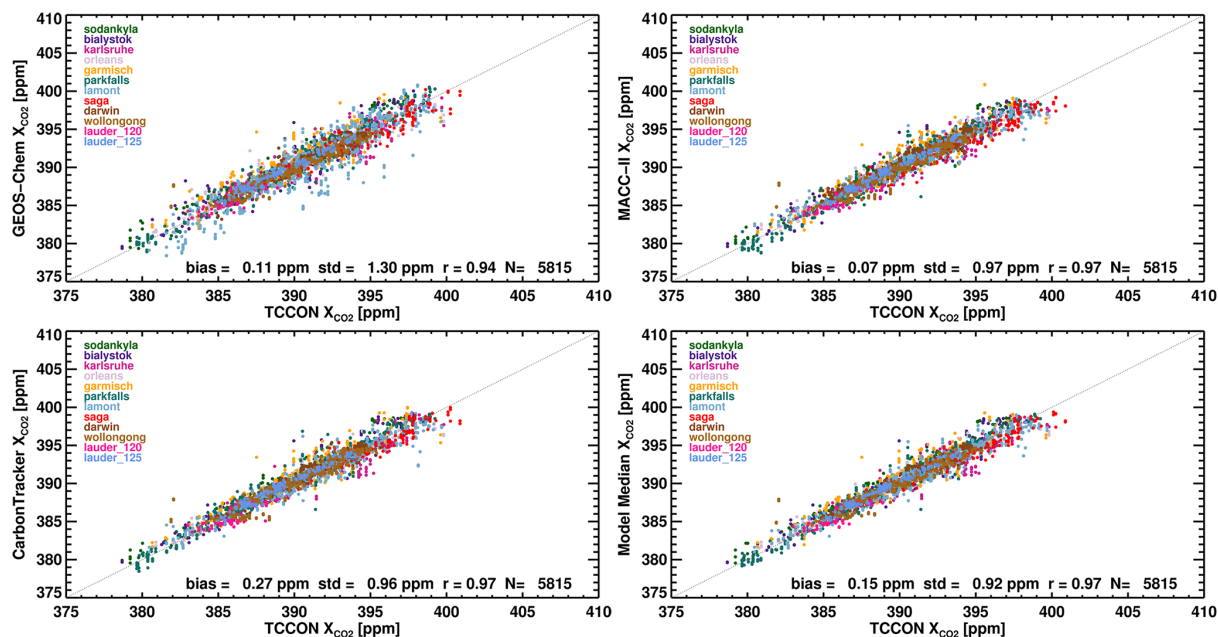 GEOS-Chem XCO2 [ppm]
410
405
400
395
390
385
380
375
sodankyla
bialystok
karlsruhe
orleans
garmisch
parkfalls
lamont
saga
darwin
wollongong
lauder_120
lauder_125
bias = 0.11 ppm std = 1.30 ppm r = 0.94 N= 5815
375 380 385 390 395 400 405 410
TCCON XCO2 [ppm]
MACC-II XCO2 [ppm]
410
405
400
395
390
385
380
375
sodankyla
bialystok
karlsruhe
orleans
garmisch
parkfalls
lamont
saga
darwin
wollongong
lauder_120
lauder_125
bias = 0.07 ppm std = 0.97 ppm r = 0.97 N= 5815
375 380 385 390 395 400 405 410
TCCON XCO2 [ppm]
CarbonTracker XCO2 [ppm]
410
405
400
395
390
385
380
375
sodankyla
bialystok
karlsruhe
orleans
garmisch
parkfalls
lamont
saga
darwin
wollongong
lauder_120
lauder_125
bias = 0.27 ppm std = 0.96 ppm r = 0.97 N= 5815
375 380 385 390 395 400 405 410
TCCON XCO2 [ppm]
Model Median XCO2 [ppm]
410
405
400
395
390
385
380
375
sodankyla
bialystok
karlsruhe
orleans
garmisch
parkfalls
lamont
saga
darwin
wollongong
lauder_120
lauder_125
bias = 0.15 ppm std = 0.92 ppm r = 0.97 N= 5815
375 380 385 390 395 400 405 410
TCCON XCO2 [ppm]